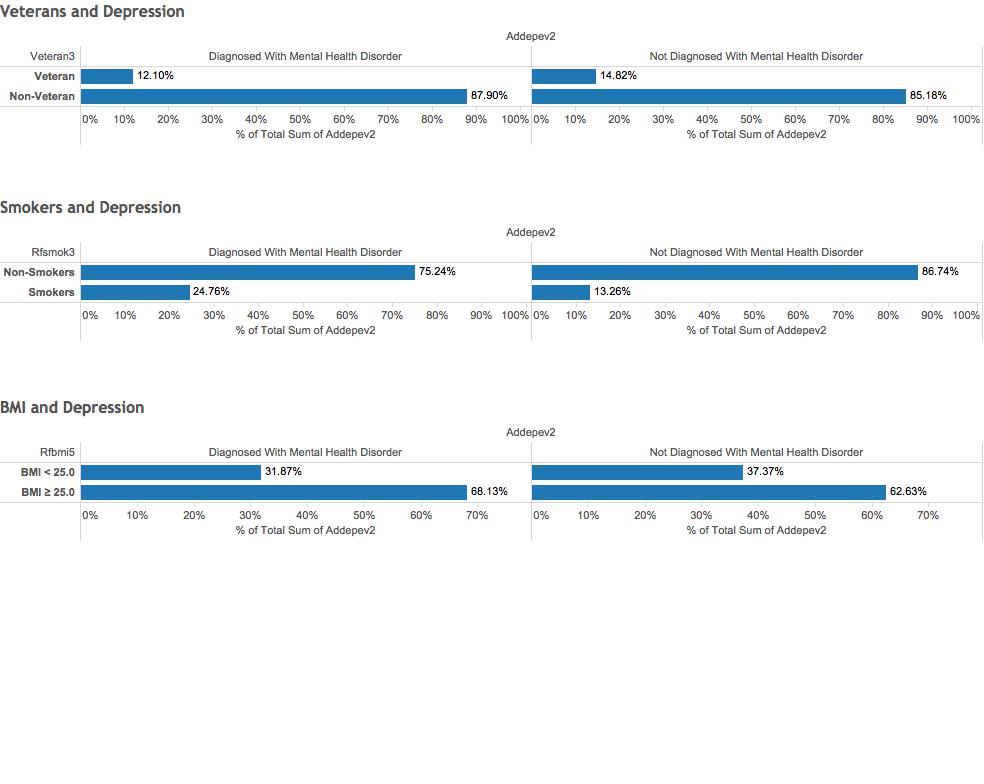 Veterans and Depression
Addepev2
Veteran3 Diagnosed With Mental Health Disorder Not Diagnosed With Mental Health Disorder
Veteran 12.10% 14.82%
Non-Veteran 87.90% 85.18%
0% 10% 20% 30% 40% 50% 60% 70% 80% 90% 100% 0% 10% 20% 30% 40% 50% 60% 70% 80% 90% 100%
% of Total Sum of Addepev2 % of Total Sum of Addepev2
Smokers and Depression
Addepev2
Rfsmok3 Diagnosed With Mental Health Disorder Not Diagnosed With Mental Health Disorder
Non-Smokers 75.24% 86.74%
Smokers 24.76% 13.26%
0% 10% 20% 30% 40% 50% 60% 70% 80% 90% 100% 0% 10% 20% 30% 40% 50% 60% 70% 80% 90% 100%
% of Total Sum of Addepev2 % of Total Sum of Addepev2
BMI and Depression
Addepev2
Rfbmi5 Diagnosed With Mental Health Disorder Not Diagnosed With Mental Health Disorder
BMI < 25.0 31.87% 37.37%
BMI ≥ 25.0 68.13% 62.63%
0% 10% 20% 30% 40% 50% 60% 70% 0% 10% 20% 30% 40% 50% 60% 70%
% of Total Sum of Addepev2 % of Total Sum of Addepev2